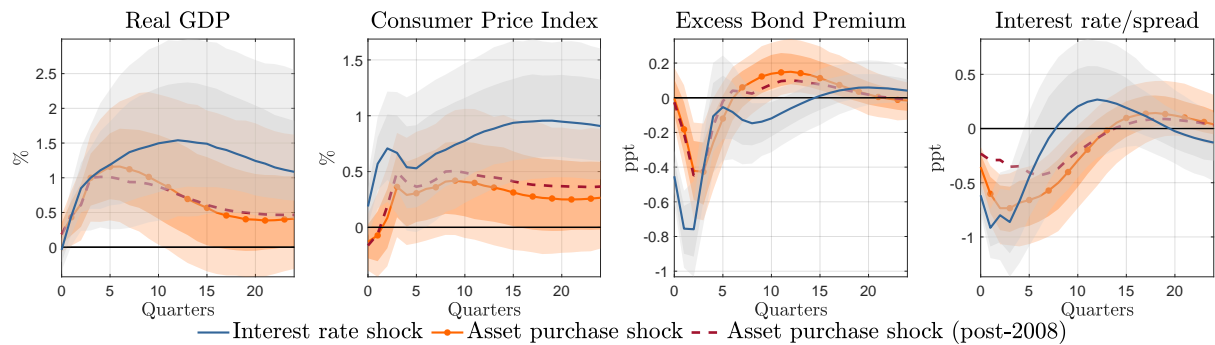 Real GDP
Consumer Price Index
Excess Bond Premium
Interest rate/spread
%
2.5
2
1.5
1
0.5
0
0 5 10 15 20
Quarters
%
1.5
1
0.5
0
0 5 10 15 20
Quarters
ppt
0.2
0
-0.2
-0.4
-0.6
-0.8
-1
0 5 10 15 20
Quarters
ppt
0.5
0
-0.5
-1
0 5 10 15 20
Quarters
Interest rate shock Asset purchase shock Asset purchase shock (post-2008)